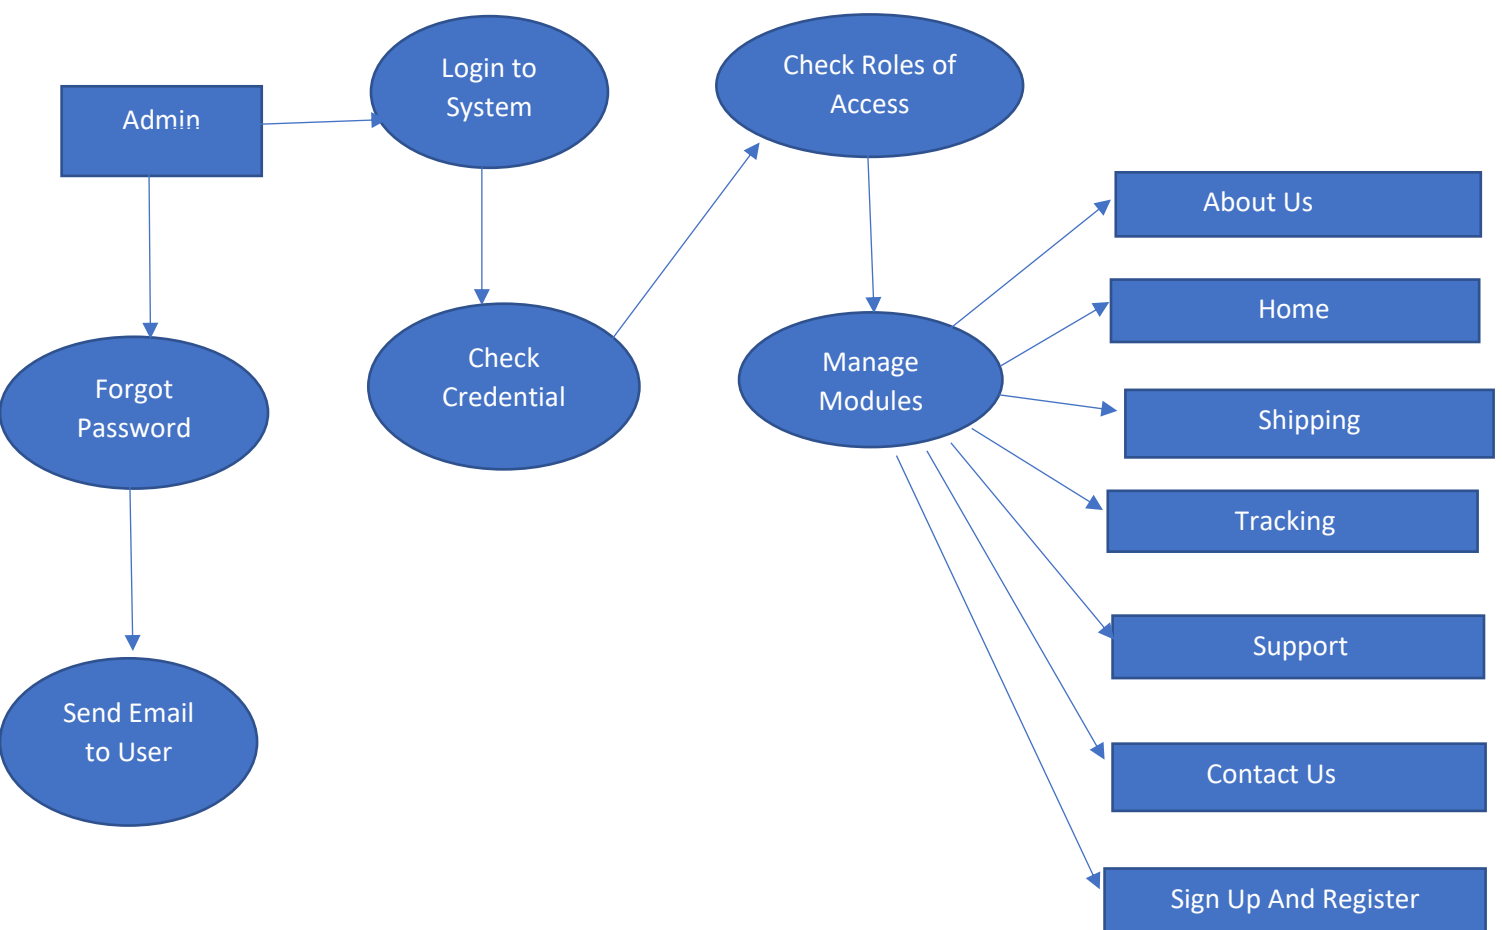 Admin
Login to
System
Check Roles of
Access
About Us
Home
Forgot
Password
Check
Credential
Manage
Modules
Shipping
Tracking
Support
Send Email
to User
Contact Us
Sign Up And Register